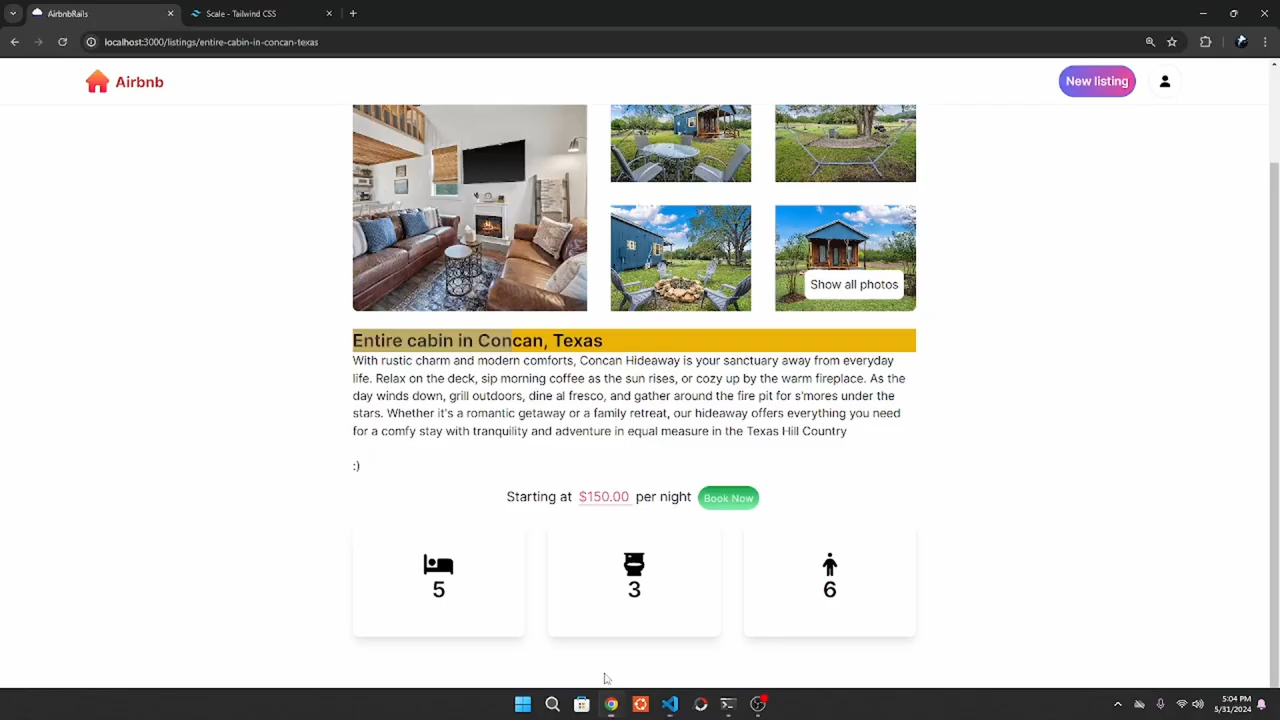 AirbnbRails
Scale - Tailwind CSS
localhost:3000/listings/entire-cabin-in-concan-texas
Airbnb
New listing
Show all photos
Entire cabin in Concan, Texas
With rustic charm and modern comforts, Concan Hideaway is your sanctuary away from everyday
life. Relax on the deck, sip morning coffee as the sun rises, or cozy up by the warm fireplace. As the
day winds down, grill outdoors, dine al fresco, and gather around the fire pit for s'mores under the
stars. Whether it's a romantic getaway or a family retreat, our hideaway offers everything you need
for a comfy stay with tranquility and adventure in equal measure in the Texas Hill Country
:)
Starting at $150.00 per night Book Now
5 3 6
5:04 PM
5/31/2024